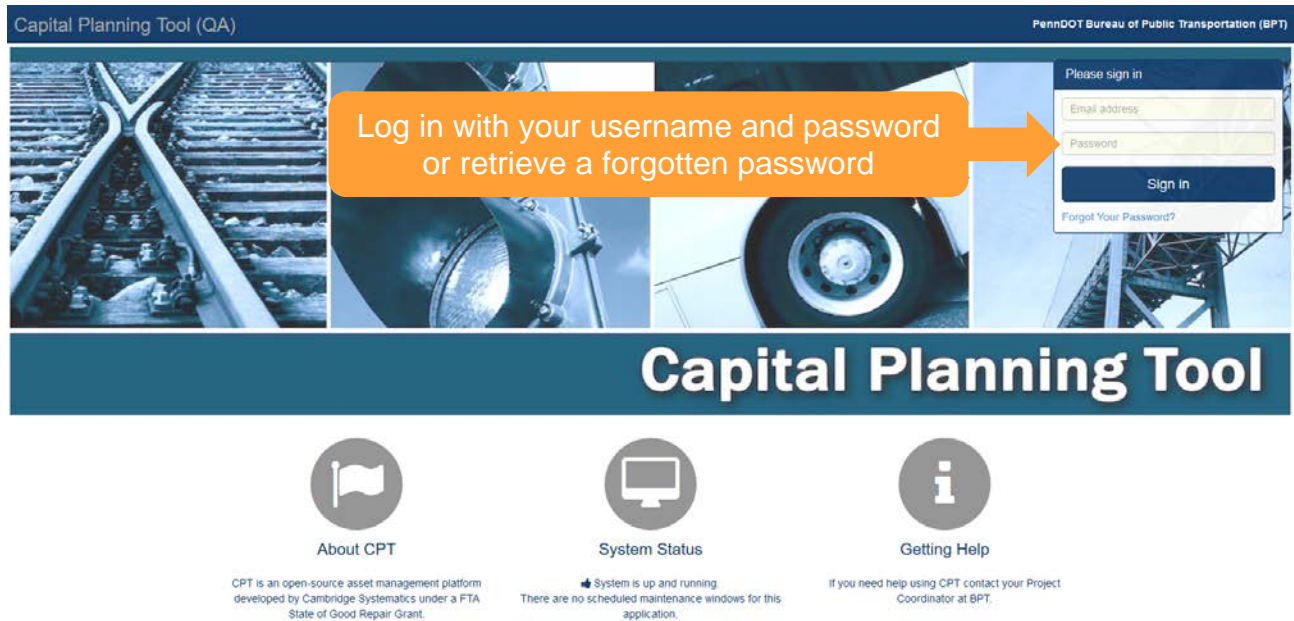 Capital Planning Tool (QA)
PennDOT Bureau of Public Transportation (BPT)
Please sign in
Email address
Log in with your username and password
or retrieve a forgotten password
Password
Sign in
Forgot Your Password?
Capital Planning Tool
About CPT
CPT is an open-source asset management platform
developed by Cambridge Systematics under a FTA
State of Good Repair Grant.
System Status
System is up and running.
There are no scheduled maintenance windows for this
application.
Getting Help
If you need help using CPT contact your Project
Coordinator at BPT.